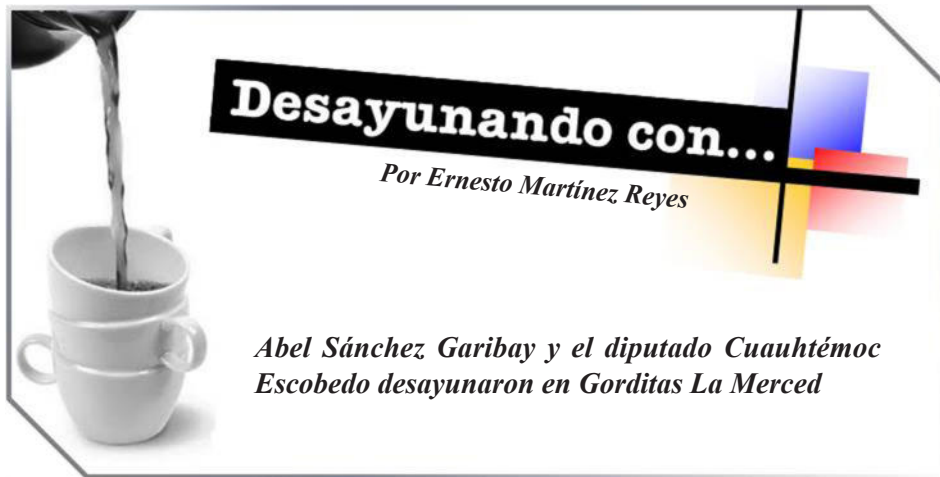 Desayunando con...
Por Ernesto Martínez Reyes
Abel Sánchez Garibay y el diputado Cuauhtémoc
Escobedo desayunaron en Gorditas La Merced